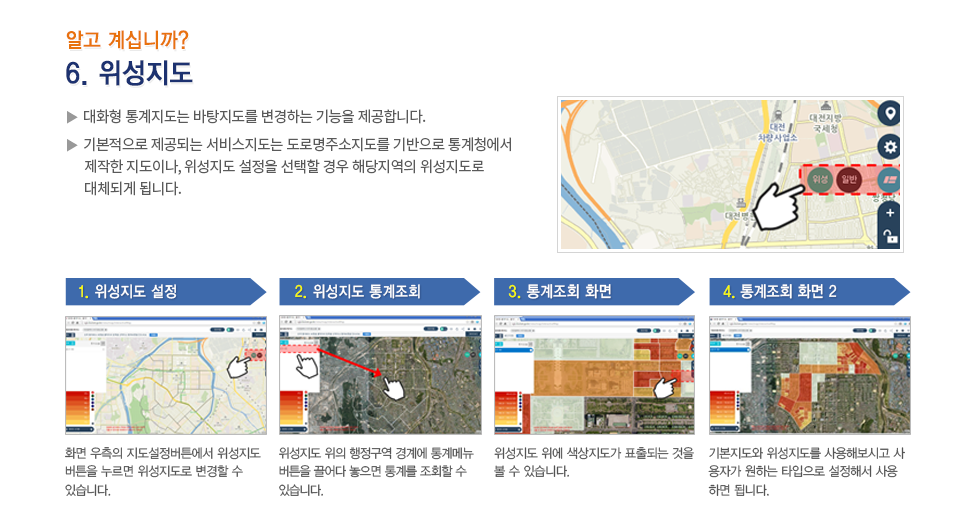 알고 계십니까?
6. 위성지도
▶ 대화형 통계지도는 바탕지도를 변경하는 기능을 제공합니다.
▶ 기본적으로 제공되는 서비스지도는 도로명주소지도를 기반으로 통계청에서
제작한 지도이나, 위성지도 설정을 선택할 경우 해당지역의 위성지도로
대체되게 됩니다.
대전지방
국세청
대전
차량사업소
위성
일반
대전병
+
1. 위성지도 설정
2. 위성지도 통계조회
3. 통계조회 화면
4. 통계조회 화면 2
화면 우측의 지도설정버튼에서 위성지도
버튼을 누르면 위성지도로 변경할 수
있습니다.
위성지도 위의 행정구역 경계에 통계메뉴
버튼을 끌어다 놓으면 통계를 조회할 수
있습니다.
위성지도 위에 색상지도가 표출되는 것을
볼 수 있습니다.
기본지도와 위성지도를 사용해보시고 사
용자가 원하는 타입으로 설정해서 사용
하면 됩니다.